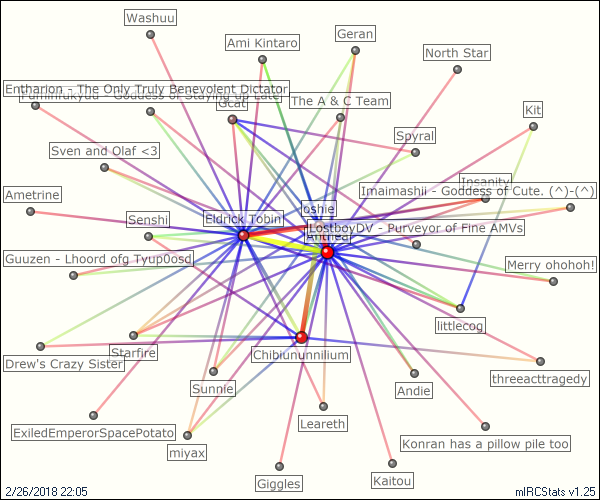 Washuu
Geran
Ami Kintaro
North Star
Entharion - The Only Truly Benevolent Dictator
Goddess of Staying up Late
The A & C Team
Gcat
Kit
Spyral
Sven and Olaf <3
Insanity
Imaimashii - Goddess of Cute. (^)-(^)
Ametrine
Senshi
Eldrick Tobin
oshie
LostboyDV - Purveyor of Fine AMVs
Guuzen - Lhoord ofg Tyup0osd
Merry ohohoh!
littlecog
Drew's Crazy Sister
Starfire
Chibiununnilium
threeacttragedy
Sunnie
Andie
Leareth
ExiledEmperorSpacePotato
miyax
Konran has a pillow pile too
Giggles
Kaitou
2/26/2018 22:05
mIRCStats v1.25